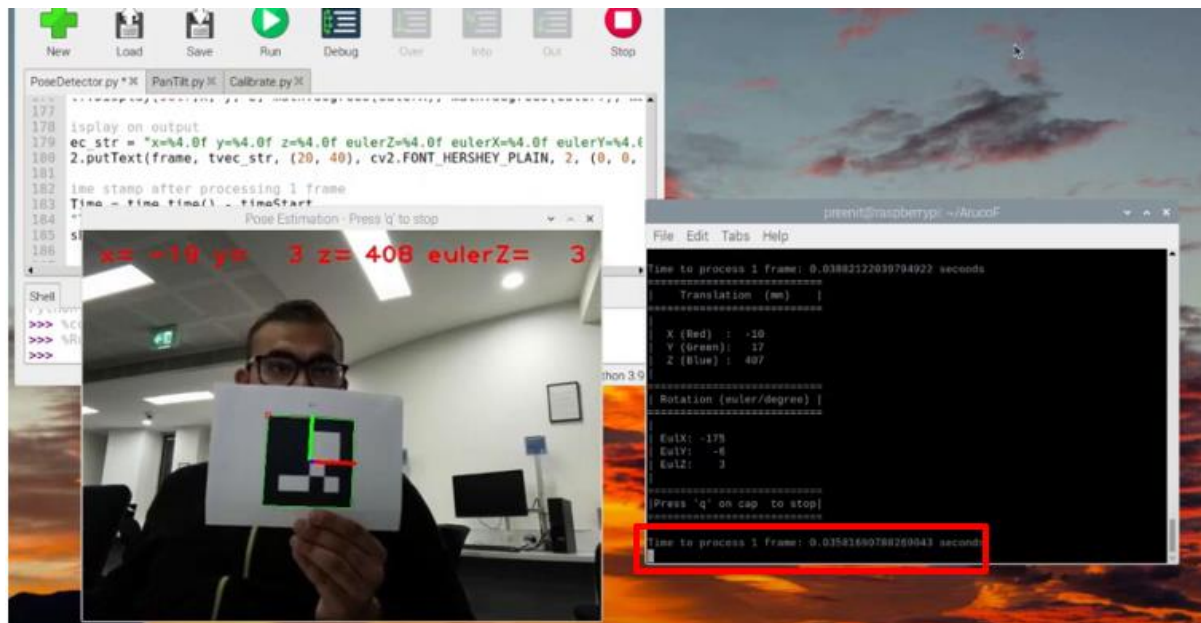 New Load Save Run Debug Over Into Out Stop
PoseDetector.py * PanTilt.py Calibrate.py
177
178 isplay on output
179 ec_str = "x=%4.0f y=%4.0f z=%4.0f eulerZ=%4.0f eulerX=%4.0f eulerY=%4.
180 2.putText(frame, tvec_str, (20, 40), cv2.FONT_HERSHEY_PLAIN, 2, (0, 0,
181
182 ime stamp after processing 1 frame
183 Time = time.time() - timeStart
184
185
186
Shell
>>>
>>>
>>>
Pose Estimation - Press 'q' to stop
x= -10 y= 3 z= 408 eulerZ= 3
preenit@raspberrypi: ~/ArucoF
File Edit Tabs Help
Time to process 1 frame: 0.03882122039794922 seconds
| Translation (mm) |
X (Red) : -10
Y (Green): 17
Z (Blue) : 407
| Rotation (euler/degree) |
| EulX: -175
| EulY: -6
| EulZ: 3
|Press 'q' on cap to stop|
Time to process 1 frame: 0.03581690788269043 seconds